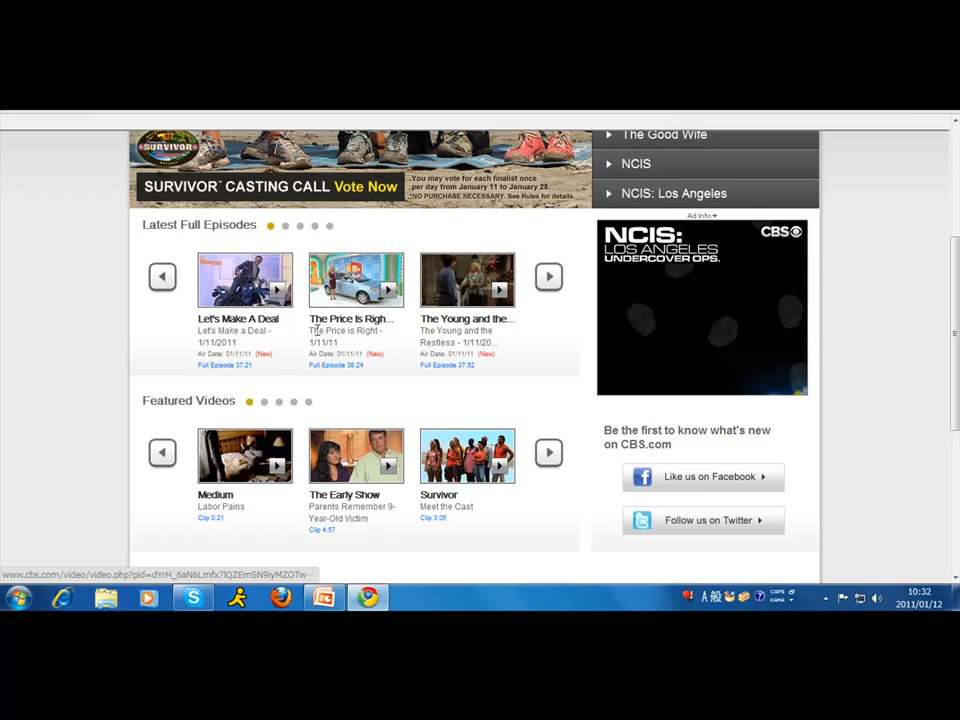 SURVIVOR
SURVIVOR™ CASTING CALL Vote Now
You may vote for each finalist once
per day from January 11 to January 25.
*NO PURCHASE NECESSARY. See Rules for details.
The Good Wife
NCIS
NCIS: Los Angeles
Ad Info
Latest Full Episodes
Let's Make A Deal
Let's Make a Deal -
1/11/2011
Air Date: 01/11/11 (New)
Full Episode 37:21
The Price Is Righ...
The Price is Right -
1/11/11
Air Date: 01/11/11 (New)
Full Episode 38:24
The Young and the...
The Young and the
Restless - 1/11/20...
Air Date: 01/11/11 (New)
Full Episode 37:52
NCIS:
LOS ANGELES
UNDERCOVER OPS.
CBS
Featured Videos
Medium
Labor Pains
Clip 0:21
The Early Show
Parents Remember 9-
Year-Old Victim
Clip 4:57
Survivor
Meet the Cast
Clip 3:05
Be the first to know what's new
on CBS.com
Like us on Facebook
Follow us on Twitter
www.cbs.com/video/video.php?pid=dYrH_6aN6Lmfx7lQZEmSN9iyMZOTw...
A 般
CAPS
KANA
10:32
2011/01/12